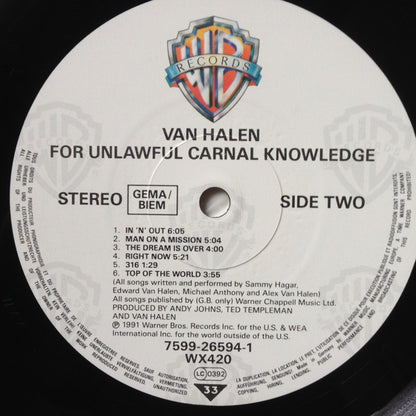 WB
RECORDS
VAN HALEN
FOR UNLAWFUL CARNAL KNOWLEDGE
STEREO
GEMA/
BIEM
SIDE TWO
1. IN 'N' OUT 6:05
2. MAN ON A MISSION 5:04
3. THE DREAM IS OVER 4:00
4. RIGHT NOW 5:21
5. 316 1:29
6. TOP OF THE WORLD 3:55
(All songs written and performed by Sammy Hagar,
Edward Van Halen, Michael Anthony and Alex Van Halen)
All songs published by (G.B. only) Warner Chappell Music Ltd.
PRODUCED BY ANDY JOHNS, TED TEMPLEMAN
AND VAN HALEN
℗ 1991 Warner Bros. Records Inc. for the U.S. & WEA
International Inc. for the world outside of the U.S.
7599-26594-1
WX420
LC 0392
33